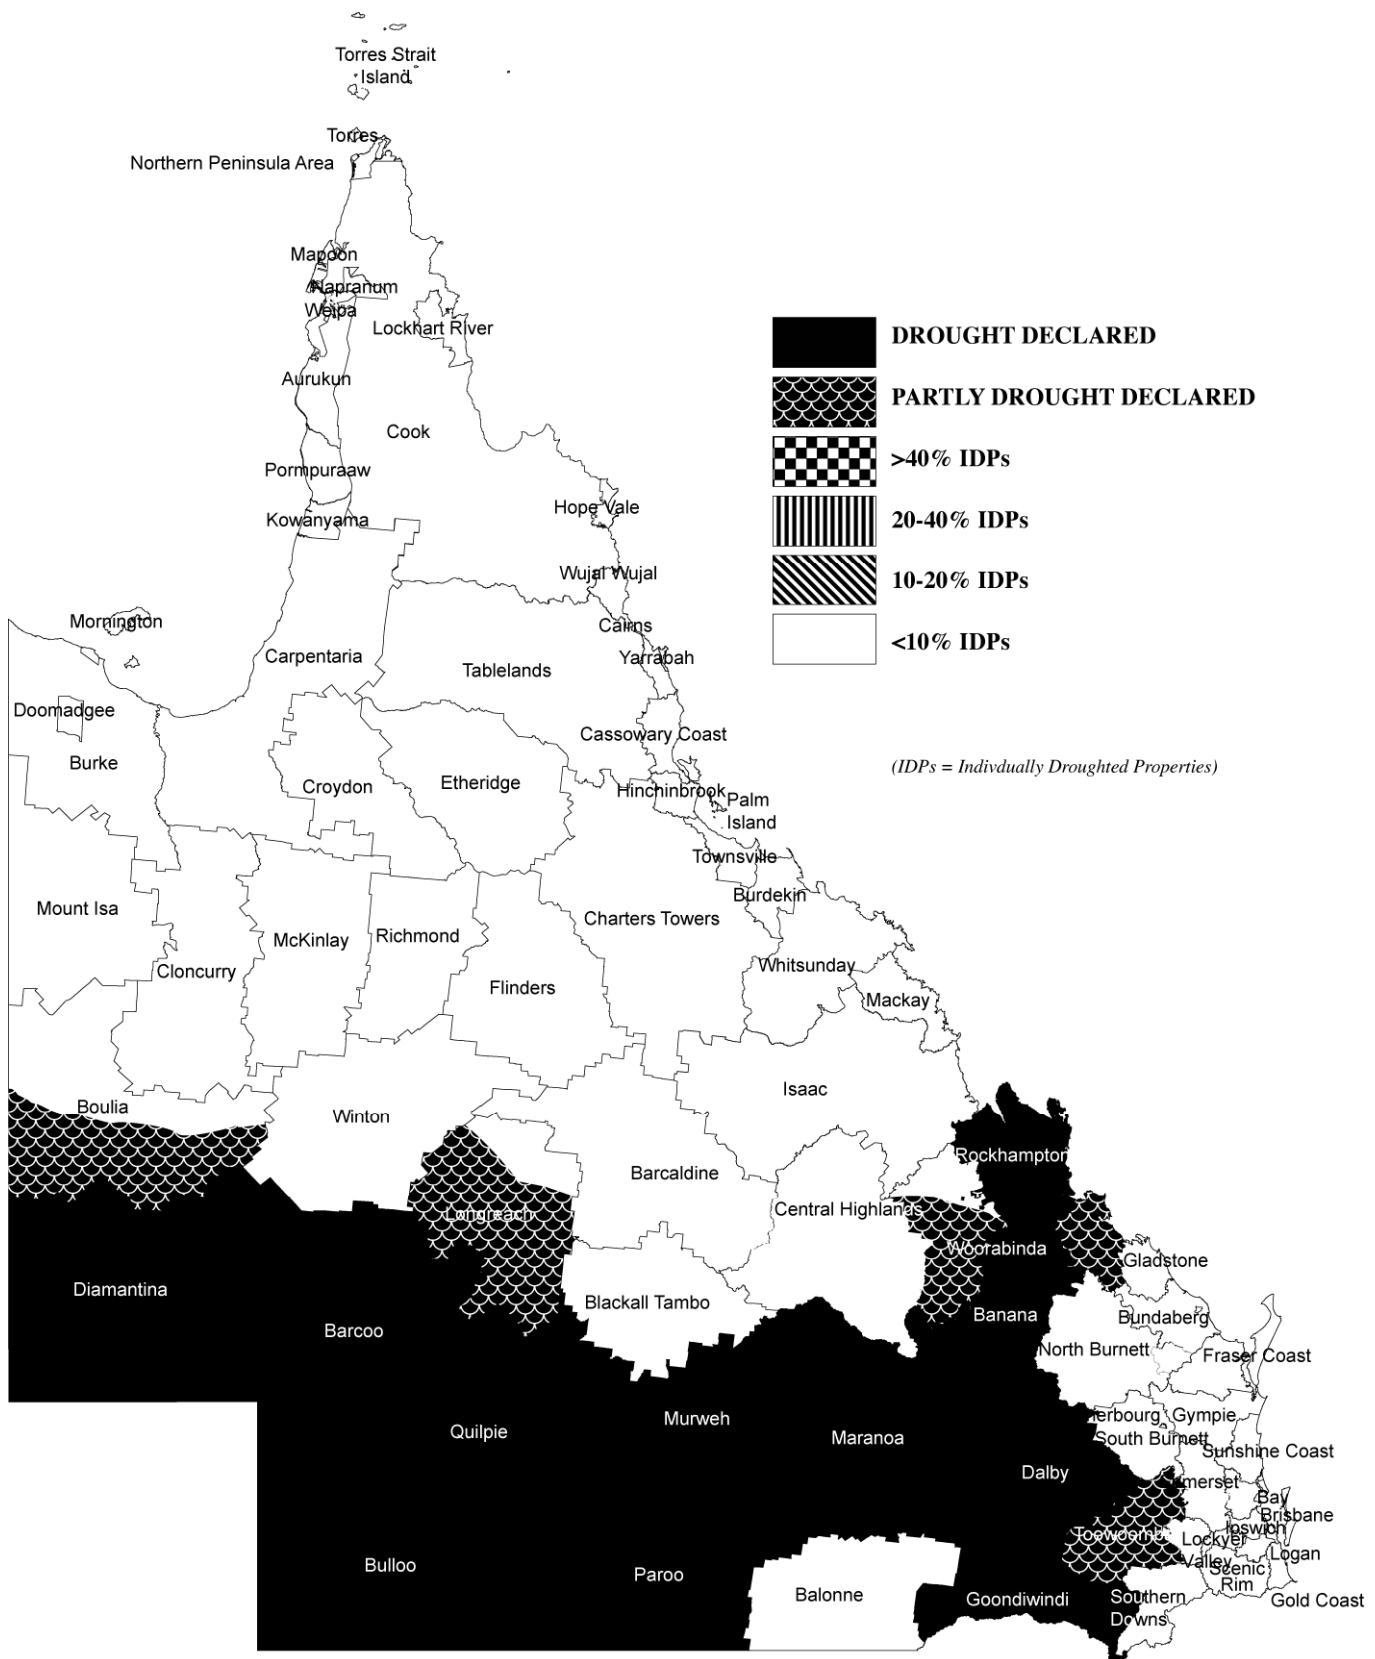 Torres Strait
Island
Torres
Northern Peninsula Area
Mapoon
Napranum
Weipa
Lockhart River
Aurukun
Cook
Pormpuraaw
Kowanyama
Hope Vale
Wujal Wujal
DROUGHT DECLARED
PARTLY DROUGHT DECLARED
>40% IDPs
20-40% IDPs
10-20% IDPs
<10% IDPs
(IDPs = Indivdually Droughted Properties)
Mornington
Cairns
Yarrabah
Carpentaria
Tablelands
Doomadgee
Cassowary Coast
Burke
Croydon
Etheridge
Hinchinbrook
Palm
Island
Townsville
Burdekin
Mount Isa
Charters Towers
McKinlay
Richmond
Cloncurry
Whitsunday
Flinders
Mackay
Isaac
Boulia
Winton
Rockhampton
Barcaldine
Central Highlands
Longreach
Woorabinda
Gladstone
Diamantina
Blackall Tambo
Banana
Bundaberg
Barcoo
North Burnett
Fraser Coast
Murweh
erbourg
Gympie
Quilpie
Maranoa
South Burnett
Sunshine Coast
Dalby
merset
Bay
Brisbane
Ipswich
Toowoomba
Lockyer
Valley
Logan
Scenic
Rim
Bulloo
Paroo
Balonne
Goondiwindi
Southern
Downs
Gold Coast